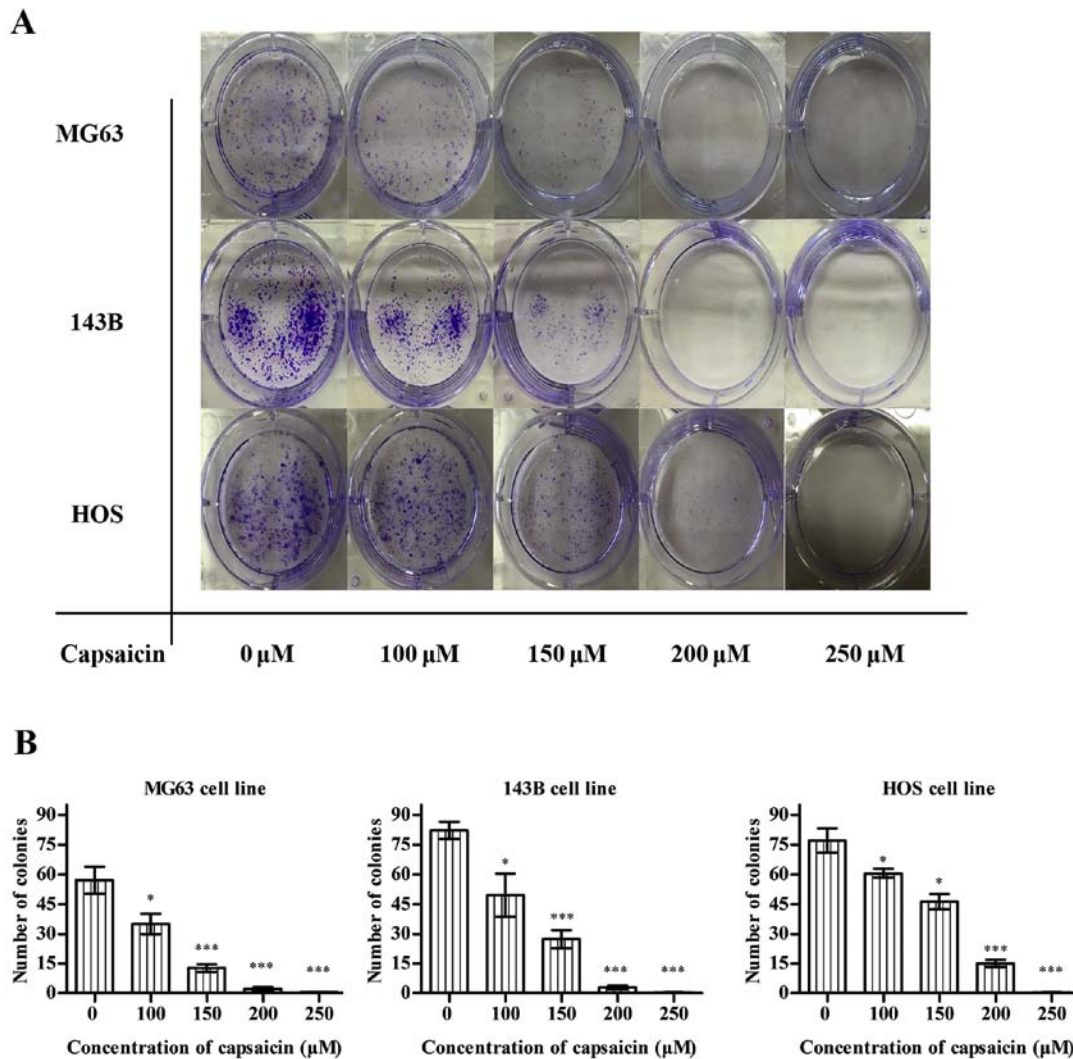 A
MG63
143B
HOS
Capsaicin 0 μM 100 μM 150 μM 200 μM 250 μM
B
MG63 cell line
Number of colonies
90
75
60
45
30
15
0
* *** *** ***
0 100 150 200 250
Concentration of capsaicin (μM)
143B cell line
Number of colonies
90
75
60
45
30
15
0
* *** *** ***
0 100 150 200 250
Concentration of capsaicin (μM)
HOS cell line
Number of colonies
90
75
60
45
30
15
0
* * *** ***
0 100 150 200 250
Concentration of capsaicin (μM)